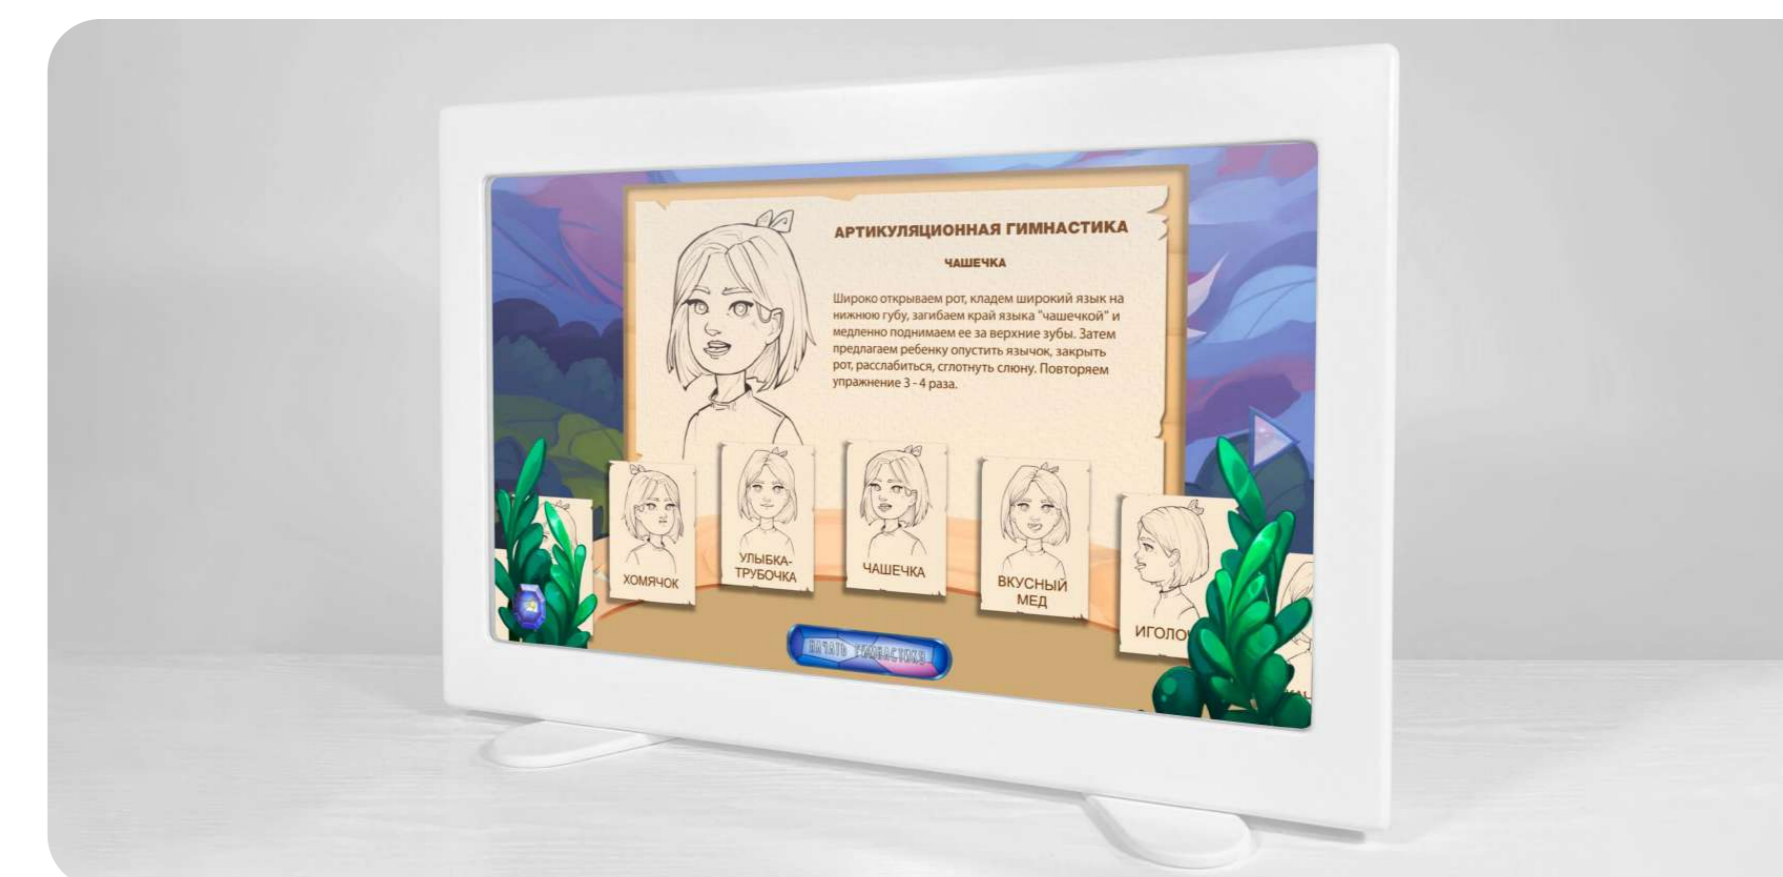 АРТИКУЛЯЦИОННАЯ ГИМНАСТИКА
ЧАШЕЧКА
Широко открываем рот, кладем широкий язык на
нижнюю губу, загибаем край языка "чашечкой" и
медленно поднимаем ее за верхние зубы. Затем
предлагаем ребенку опустить язычок, закрыть
рот, расслабиться, сглотнуть слюну. Повторяем
упражнение 3 - 4 раза.
ХОМЯЧОК
УЛЫБКА-
ТРУБОЧКА
ЧАШЕЧКА
ВКУСНЫЙ
МЕД
НАЧАТЬ ГИМНАСТИКУ